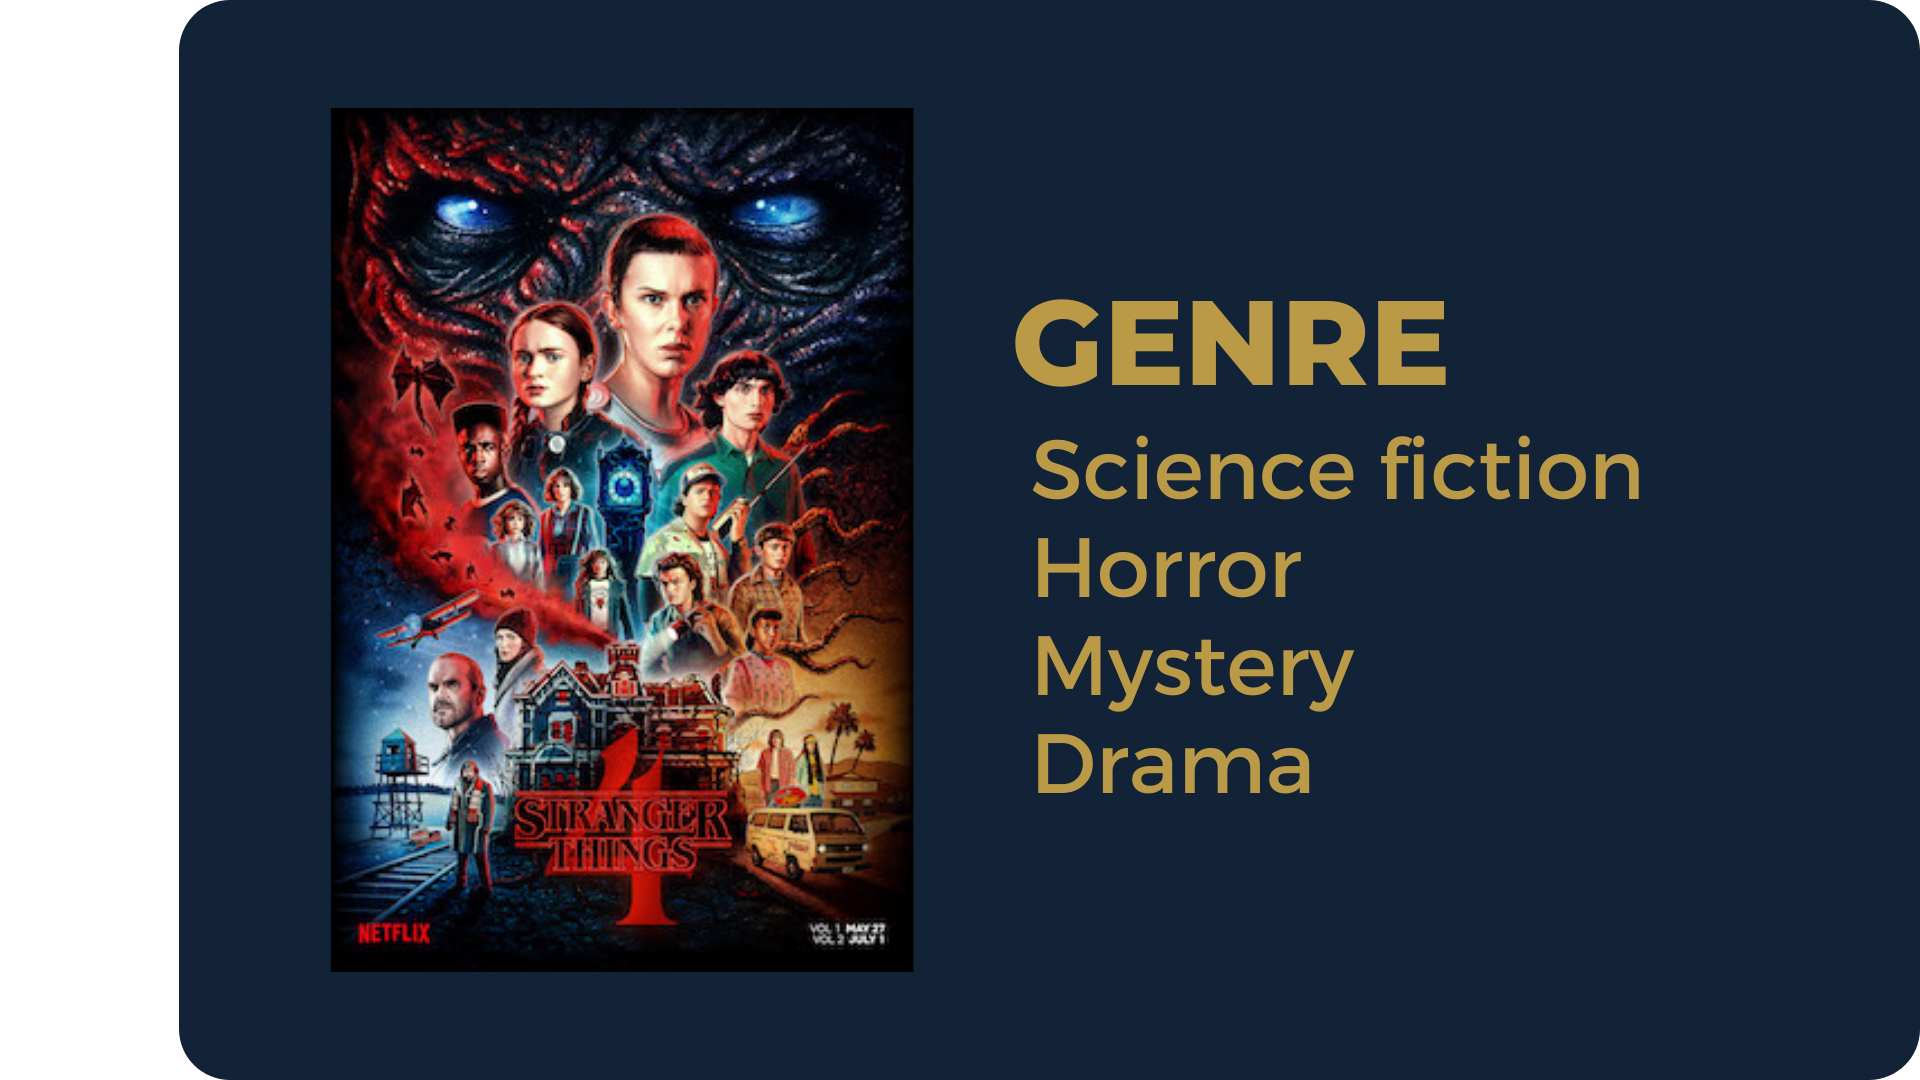 GENRE
Science fiction
Horror
Mystery
Drama
4
STRANGER
THINGS
NETFLIX
VOL 1 MAY 27
VOL 2 JULY 1